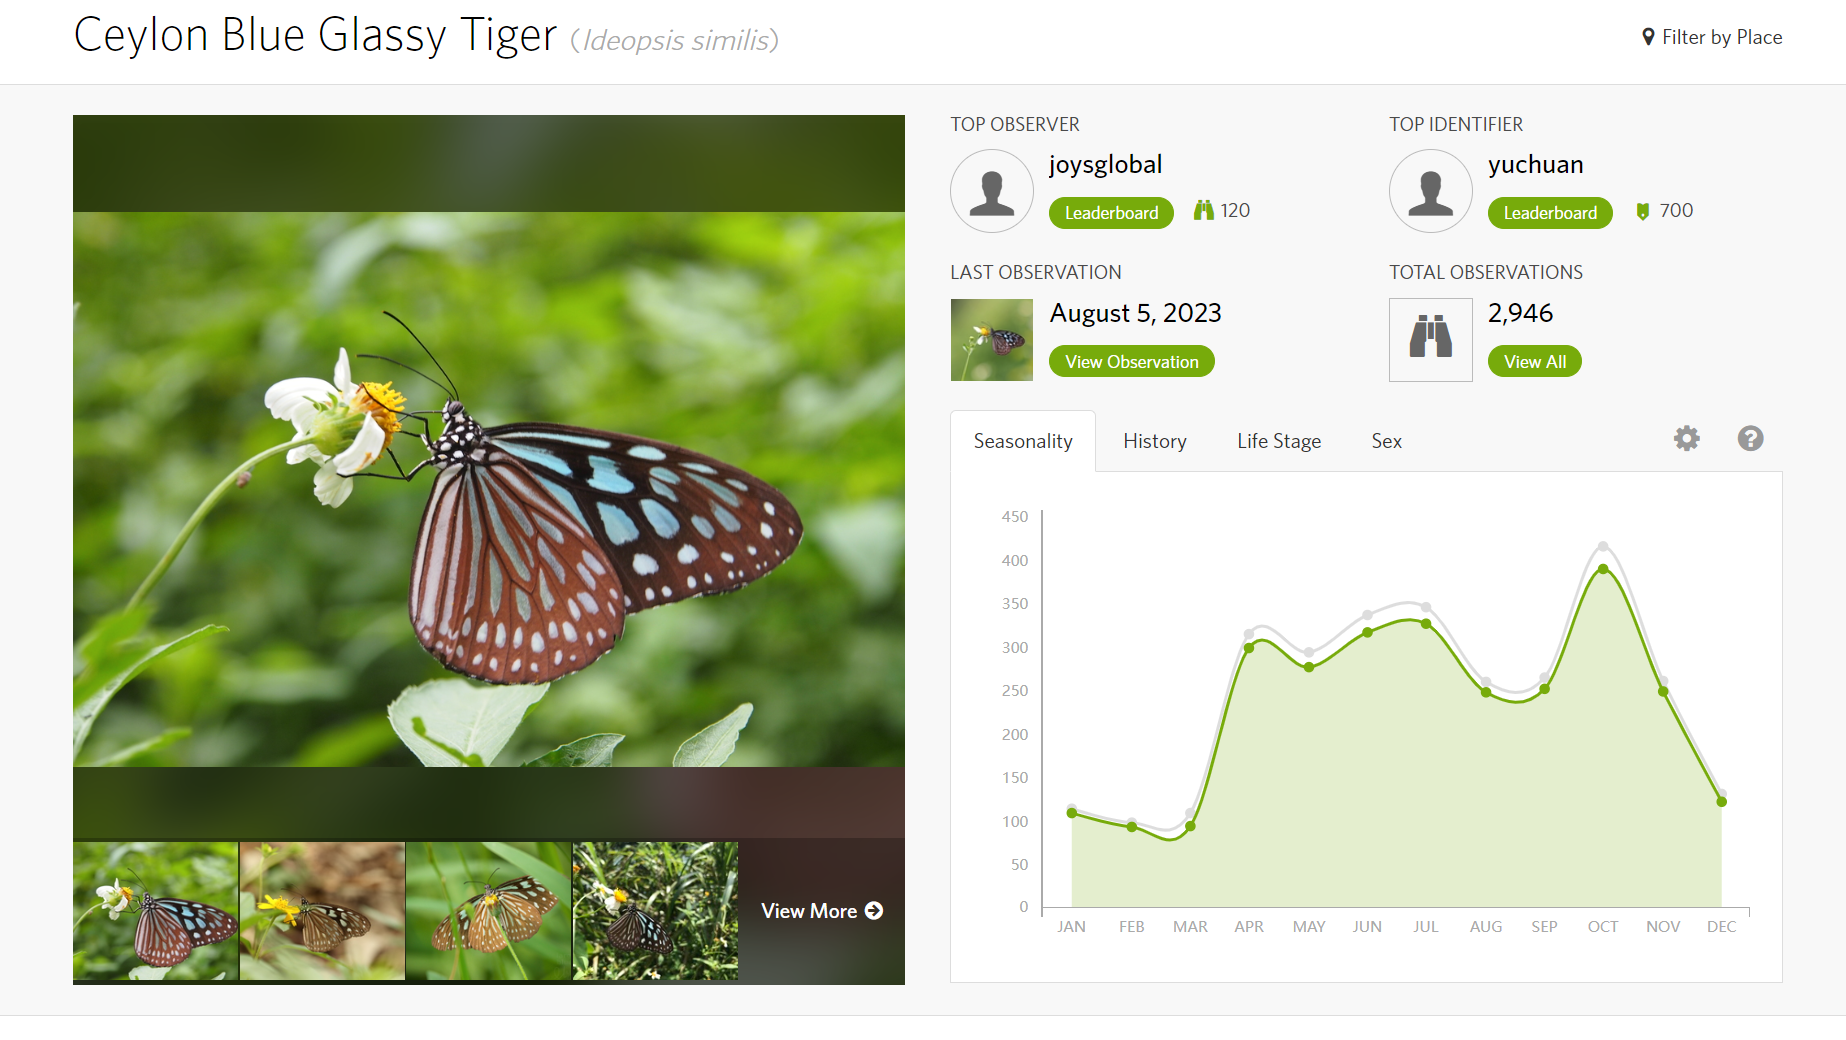 Ceylon Blue Glassy Tiger (Ideopsis similis)
Filter by Place
TOP OBSERVER
joysglobal
Leaderboard 120
TOP IDENTIFIER
yuchuan
Leaderboard 700
LAST OBSERVATION
August 5, 2023
View Observation
TOTAL OBSERVATIONS
2,946
View All
Seasonality History Life Stage Sex ?
450
400
350
300
250
200
150
100
50
0
JAN FEB MAR APR MAY JUN JUL AUG SEP OCT NOV DEC
View More